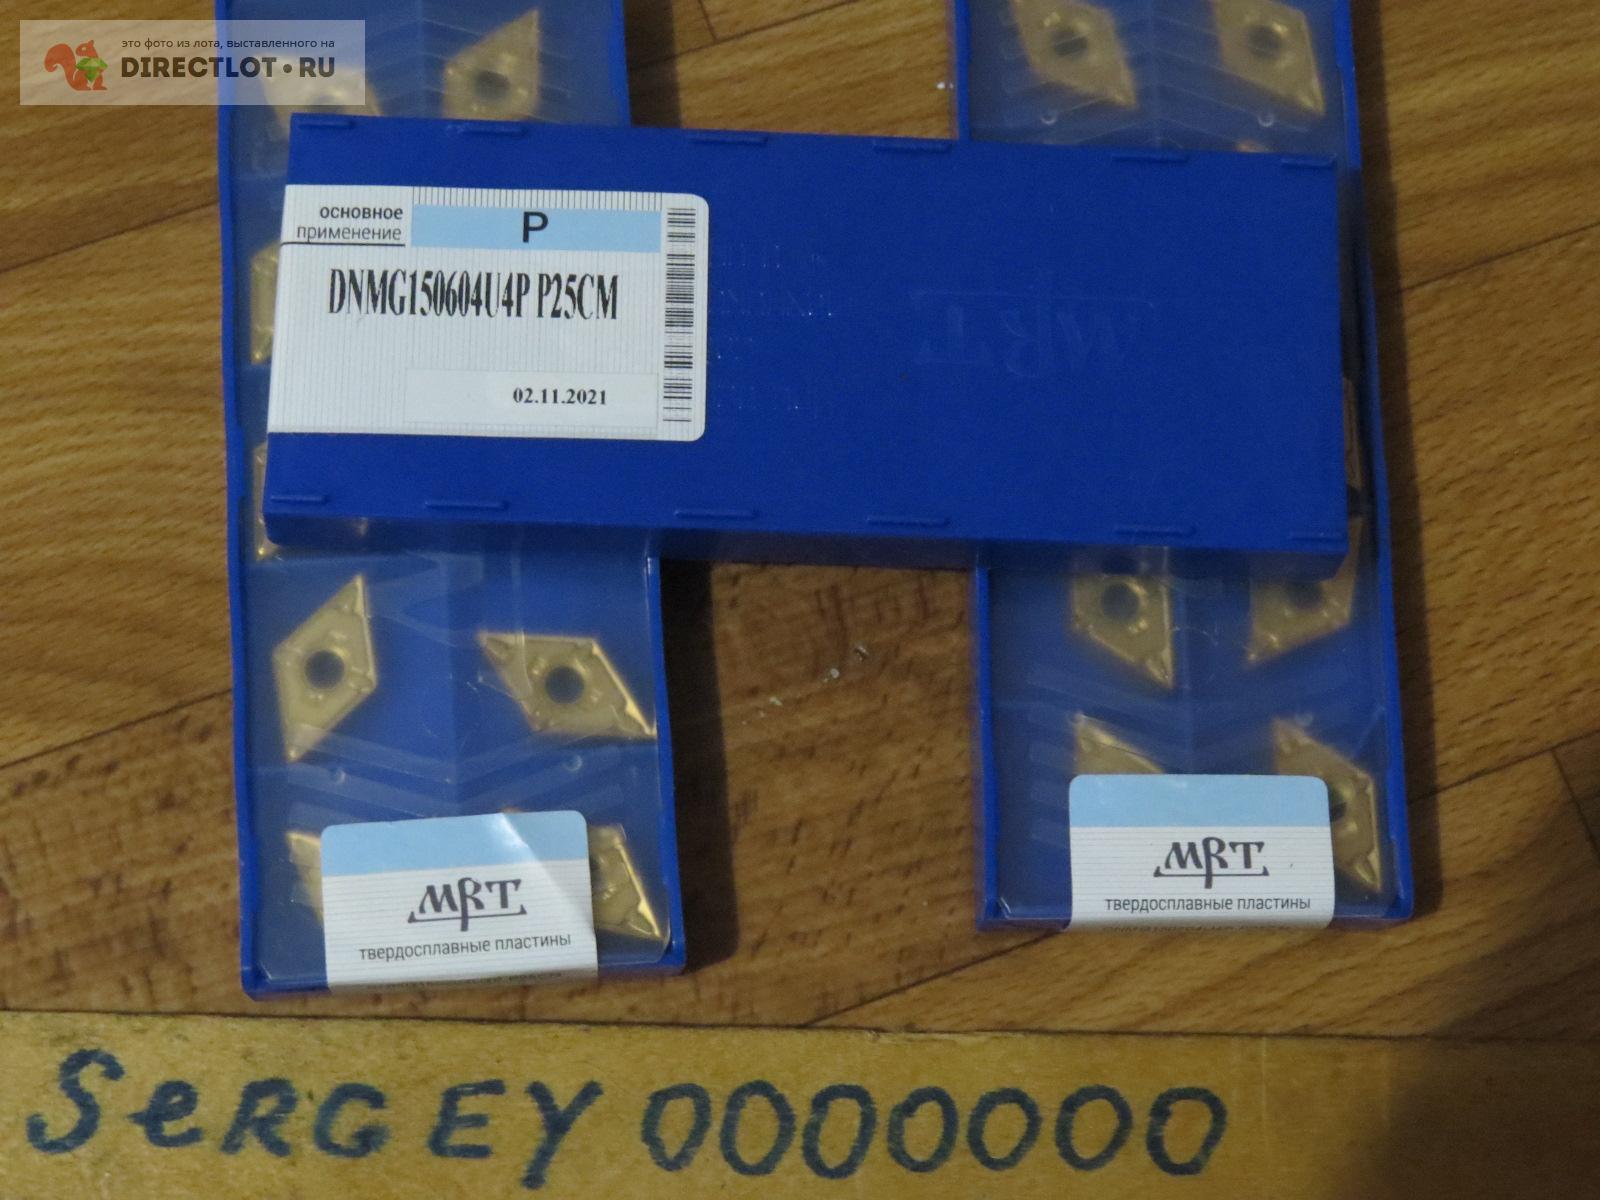 это фото из лота, выставленного на
DIRECTLOT•RU
основное
применение
P
DNMG150604U4P P25CM
02.11.2021
MRT
MRT
твердосплавные пластины
MRT
твердосплавные пластины
SeRGEY 0000000